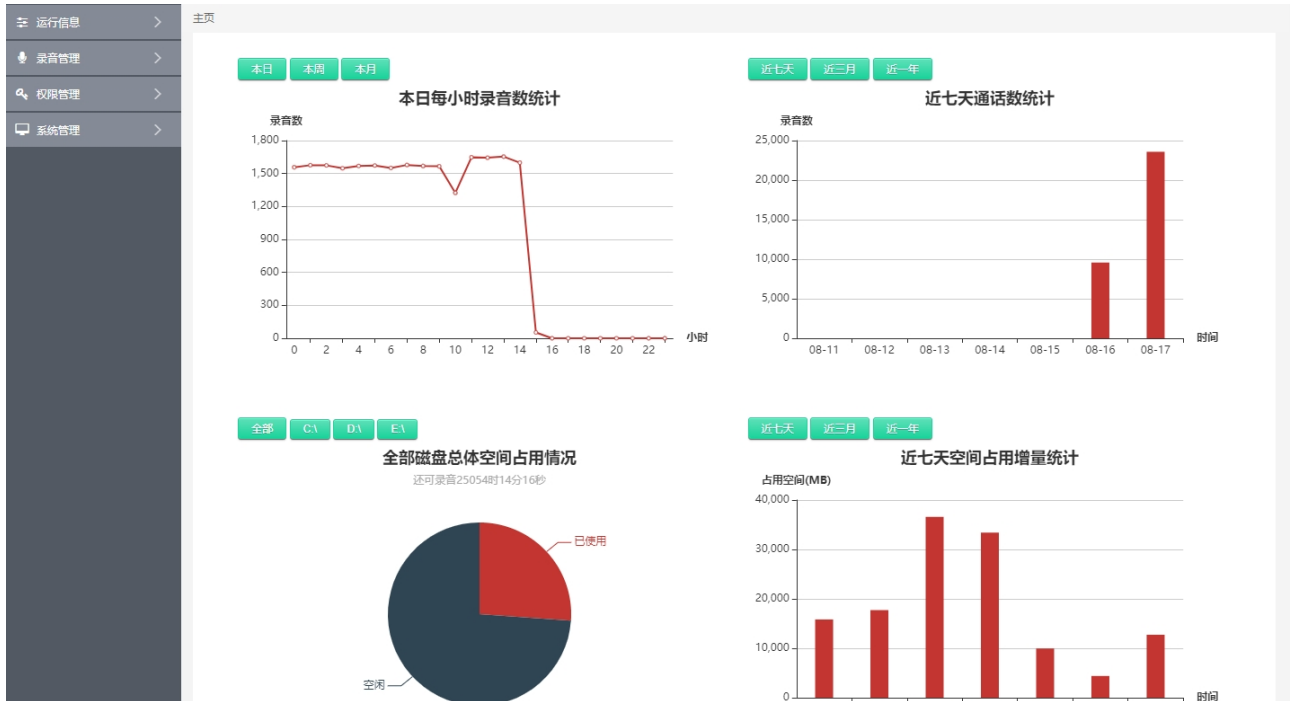 运行信息
录音管理
权限管理
系统管理
主页
本日 本周 本月
本日每小时录音数统计
录音数
1,800
1,500
1,200
900
600
300
0
0 2 4 6 8 10 12 14 16 18 20 22
小时
近七天 近三月 近一年
近七天通话数统计
录音数
25,000
20,000
15,000
10,000
5,000
0
08-11 08-12 08-13 08-14 08-15 08-16 08-17
时间
全部 C:\ D:\ E:\
全部磁盘总体空间占用情况
还可录音25054时14分16秒
已使用
空闲
近七天 近三月 近一年
近七天空间占用增量统计
占用空间(MB)
40,000
30,000
20,000
10,000
0
时间